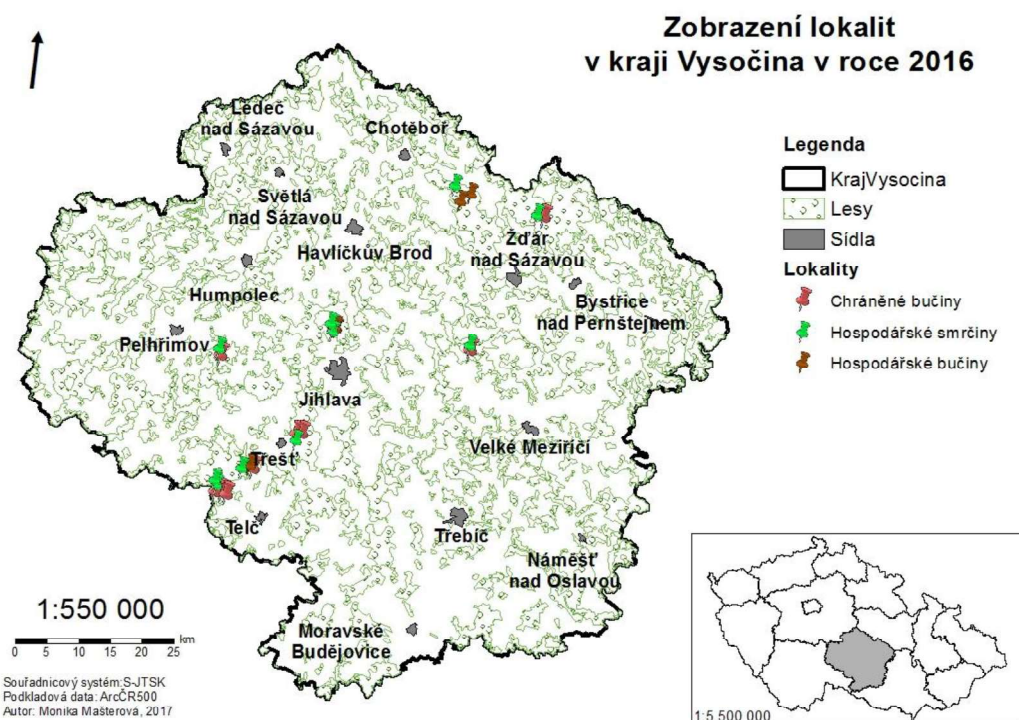 Zobrazení lokalit
v kraji Vysočina v roce 2016
Ledeč
nad Sázavou
Chotěboř
Světlá
nad Sázavou
Havlíčkův Brod
Žďár
nad Sázavou
Humpolec
Bystřice
nad Pernštejnem
Pelhřimov
Jihlava
Velké Meziříčí
Třešť
Telč
Třebíč
Náměšť
nad Oslavou
Moravské
Budějovice
Legenda
KrajVysocina
Lesy
Sídla
Lokality
Chráněné bučiny
Hospodářské smrčiny
Hospodářské bučiny
1:550 000
0 5 10 15 20 25 km
Souřadnicový systém:S-JTSK
Podkladová data: ArcČR500
Autor: Monika Mašterová, 2017
1:5 500 000